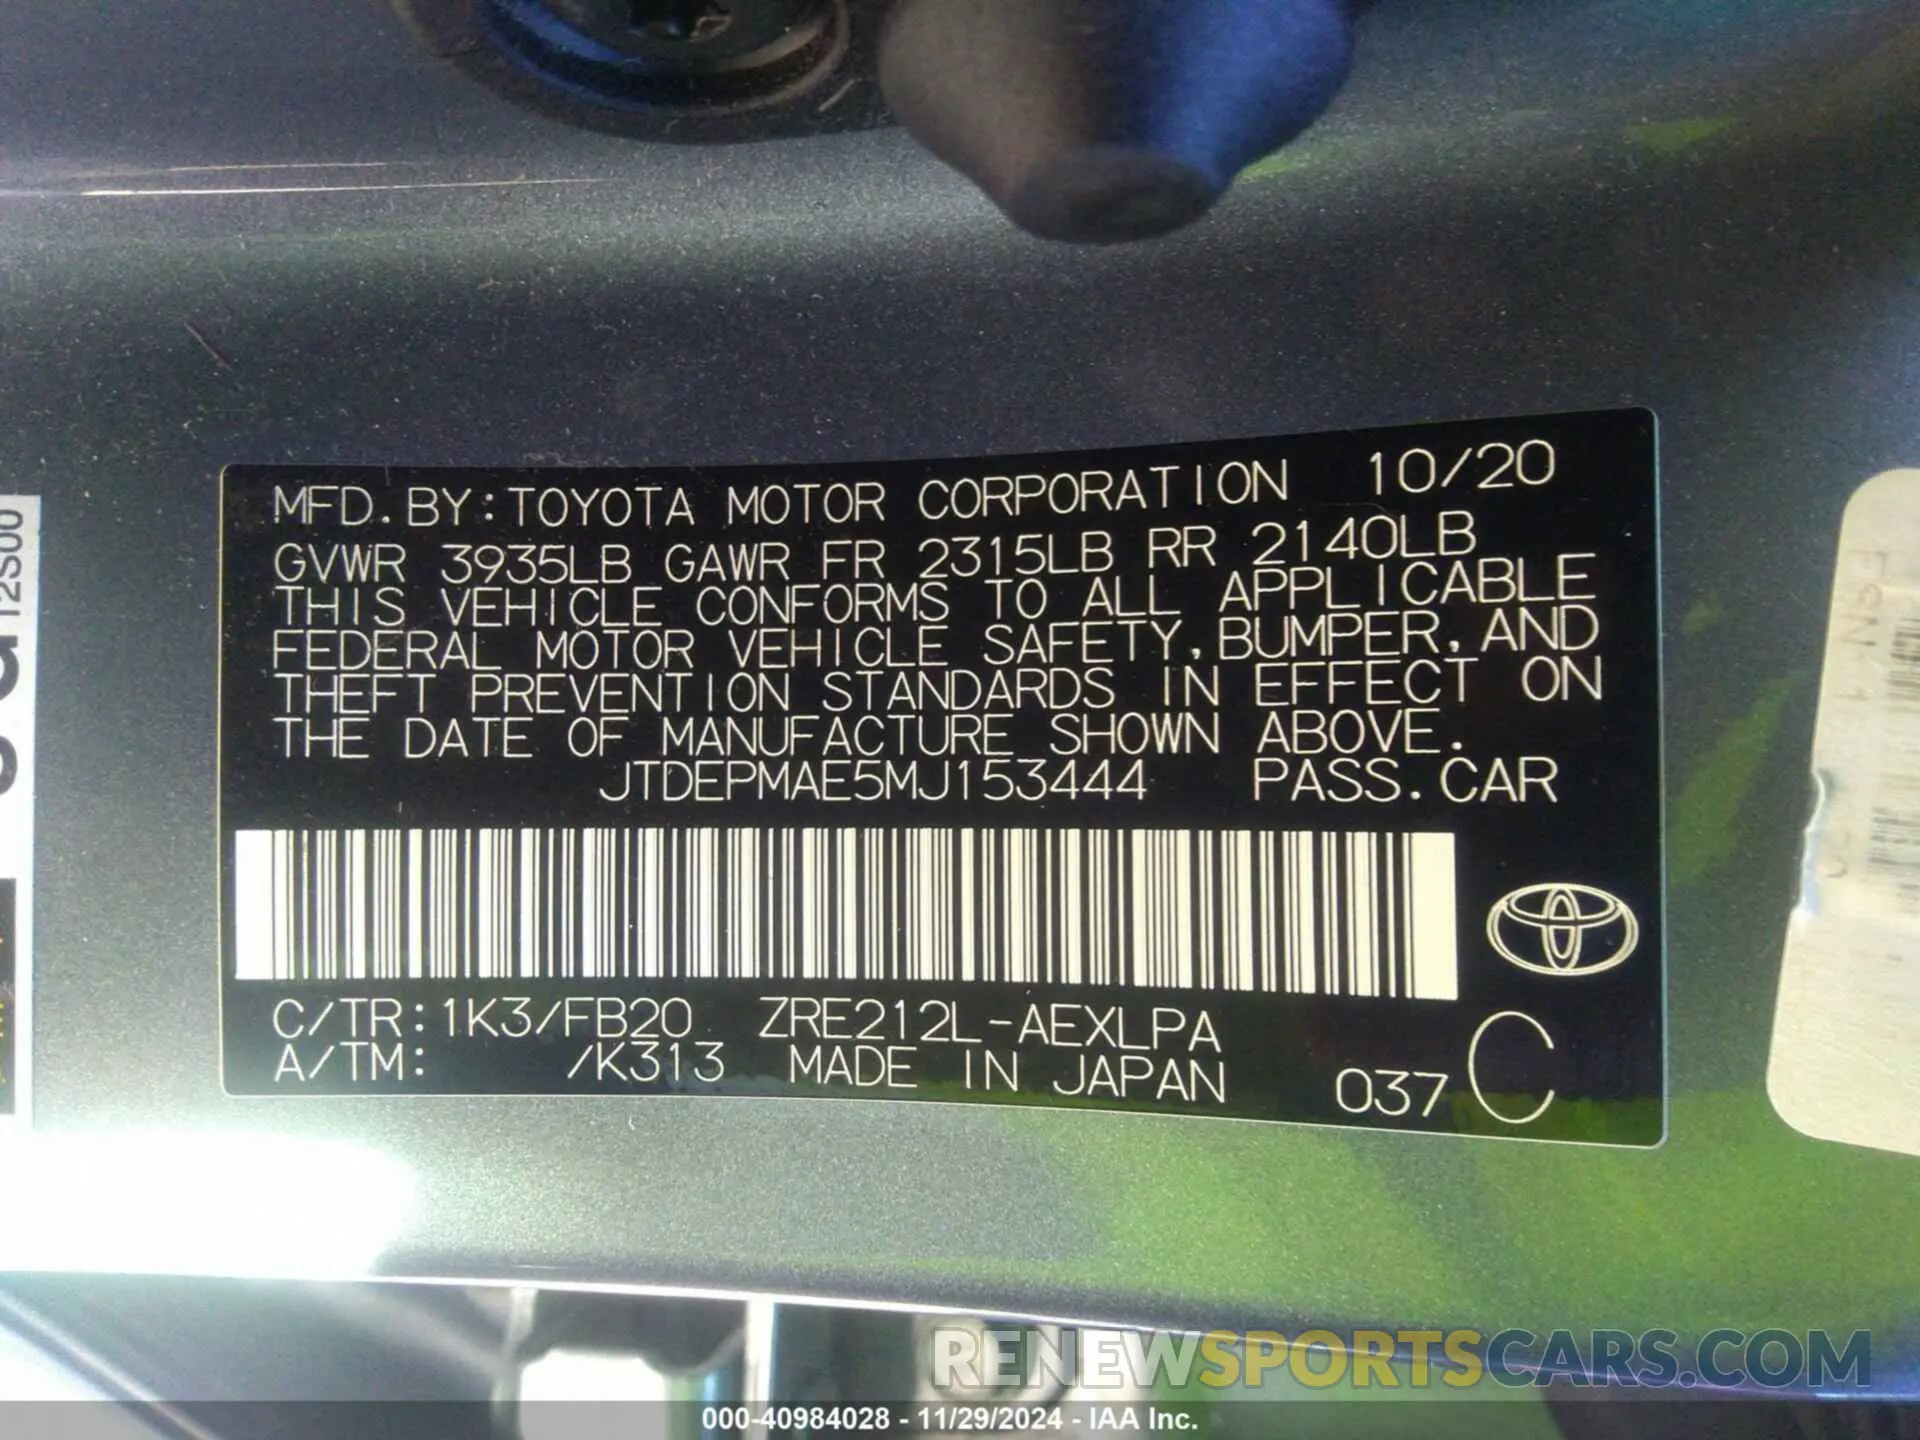 MFD. BY: TOYOTA MOTOR CORPORATION 10/20
GVWR 3935LB GAWR FR 2315LB RR 2140LB
THIS VEHICLE CONFORMS TO ALL APPLICABLE
FEDERAL MOTOR VEHICLE SAFETY, BUMPER, AND
THEFT PREVENTION STANDARDS IN EFFECT ON
THE DATE OF MANUFACTURE SHOWN ABOVE.
JTDEPMAE5MJ153444 PASS. CAR
C/TR: 1K3/FB20 ZRE212L-AEXLPA
A/TM: /K313 MADE IN JAPAN 037 C
12S00
RENEWSPORTSCARS.COM
000-40984028 - 11/29/2024 - IAA Inc.